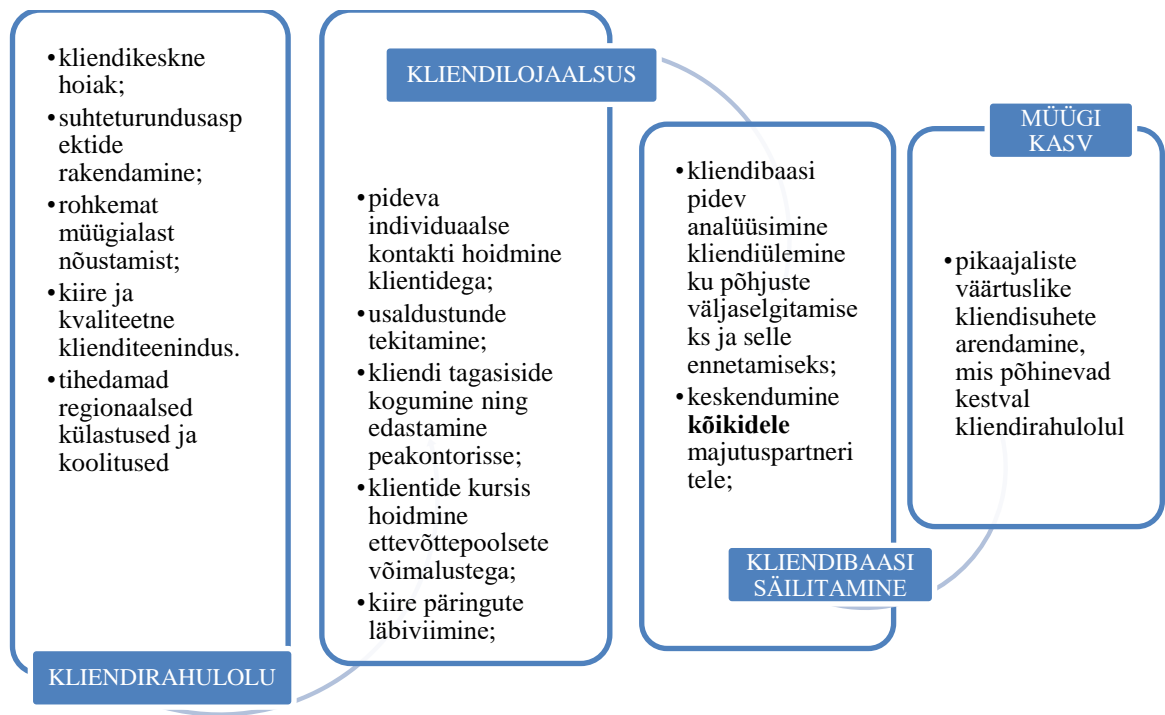 •kliendikeskne
hoiak;
•suhteturundusasp
ektide
rakendamine;
•rohkemat
müügialast
nõustamist;
•kiire ja
kvaliteetne
klienditeenindus.
•tihedamad
regionaalsed
külastused ja
koolitused
KLIENDIRAHULOLU
KLIENDILOJAALSUS
•pideva
individuaalse
kontakti hoidmine
klientidega;
•usaldustunde
tekitamine;
•kliendi tagasiside
kogumine ning
edastamine
peakontorisse;
•klientide kursis
hoidmine
ettevõttepoolsete
võimalustega;
•kiire päringute
läbiviimine;
•kliendibaasi
pidev
analüüsimine
kliendiülemine
ku põhjuste
väljaselgitamise
ks ja selle
ennetamiseks;
•keskendumine
kõikidele
majutuspartneri
tele;
KLIENDIBAASI
SÄILITAMINE
MÜÜGI
KASV
•pikaajaliste
väärtuslike
kliendisuhete
arendamine,
mis põhinevad
kestval
kliendirahulolul